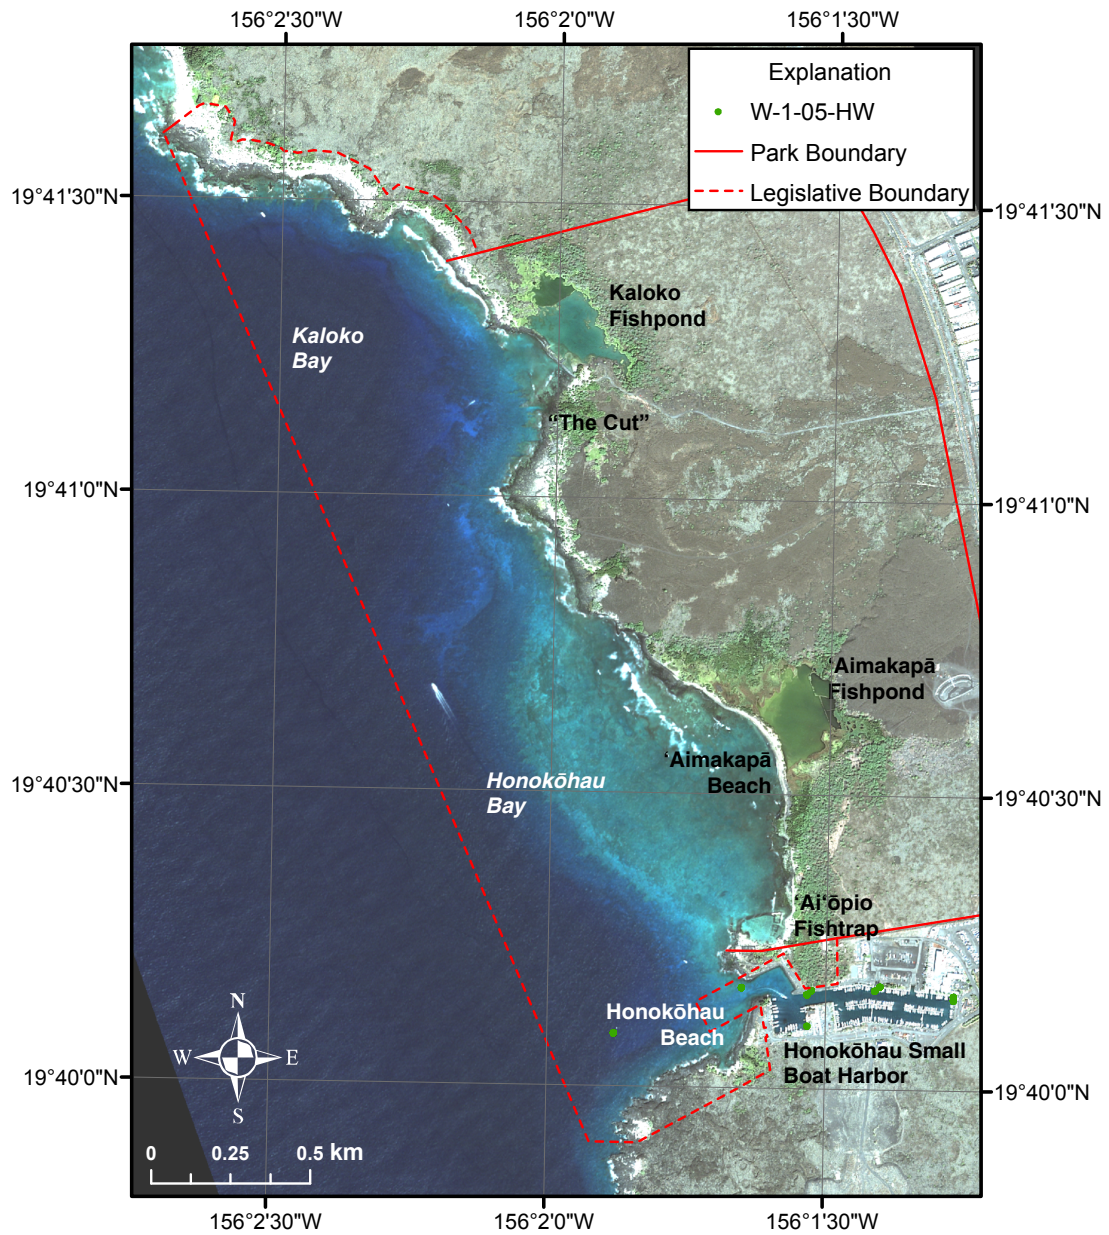 156°2'30"W
156°2'0"W
156°1'30"W
Explanation
W-1-05-HW
Park Boundary
Legislative Boundary
19°41'30"N
19°41'30"N
Kaloko
Fishpond
Kaloko
Bay
“The Cut”
19°41'0"N
19°41'0"N
ʻAimakapā
Fishpond
ʻAimakapā
Beach
Honokōhau
Bay
19°40'30"N
19°40'30"N
ʻAiʻōpio
Fishtrap
Honokōhau
Beach
Honokōhau Small
Boat Harbor
N
W
E
S
19°40'0"N
19°40'0"N
0 0.25 0.5 km
156°2'30"W
156°2'0"W
156°1'30"W